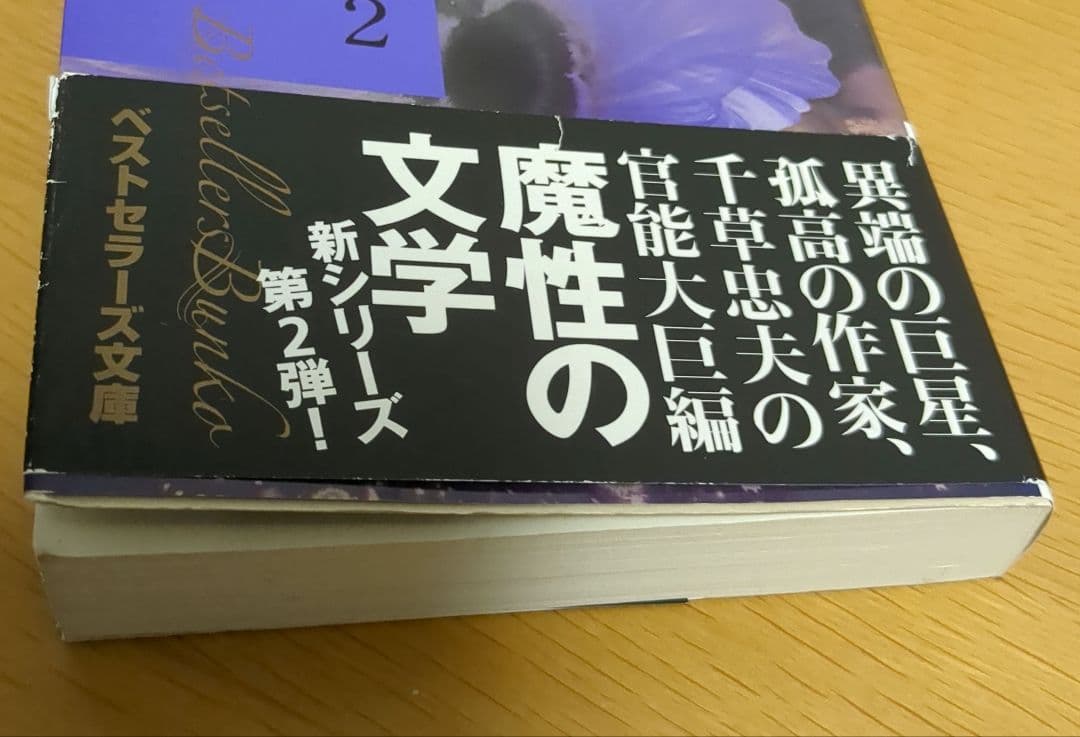 2
異端の巨星、
孤高の作家、
千草忠夫の
官能大巨編
魔性の
文学
新シリーズ
第2弾!
Bestsellers Bunko
ベストセラーズ文庫